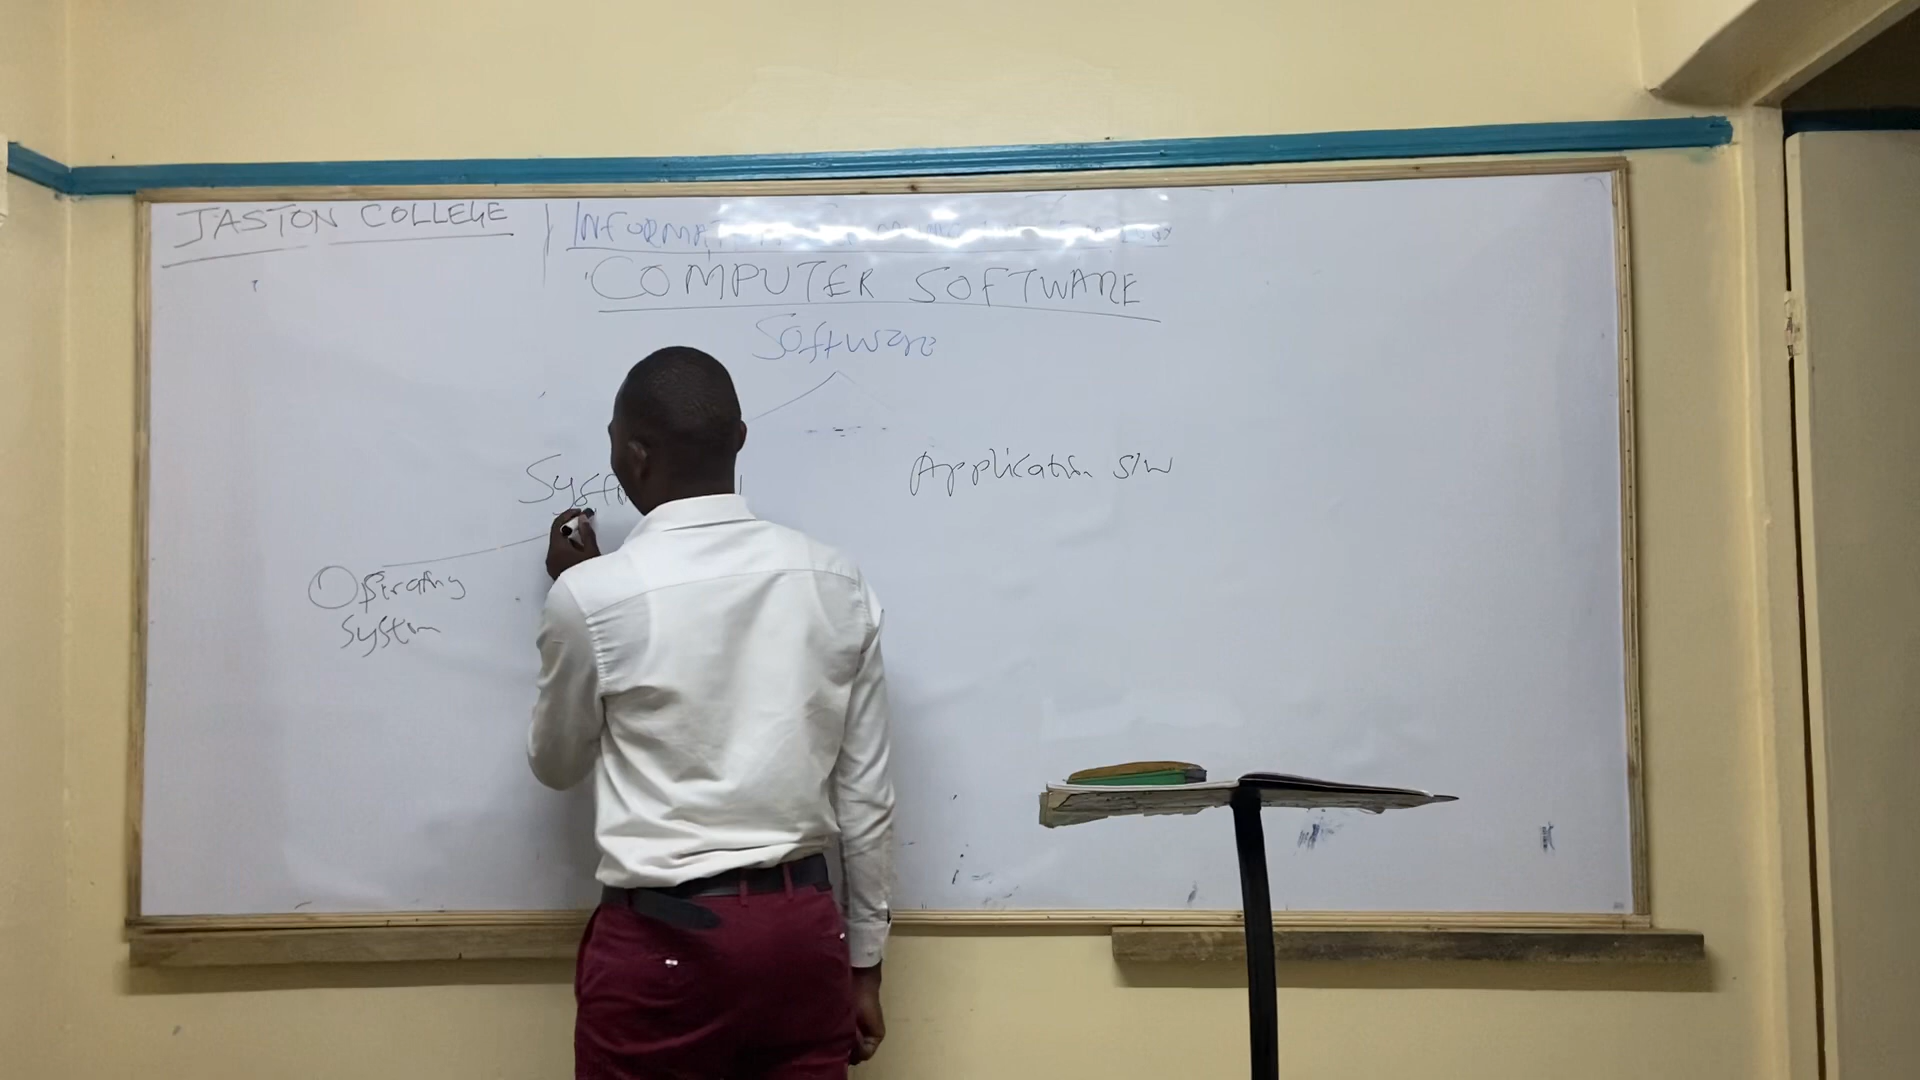 JASTON COLLEGE
COMPUTER SOFTWARE
Software
Application S/W
Operating
System